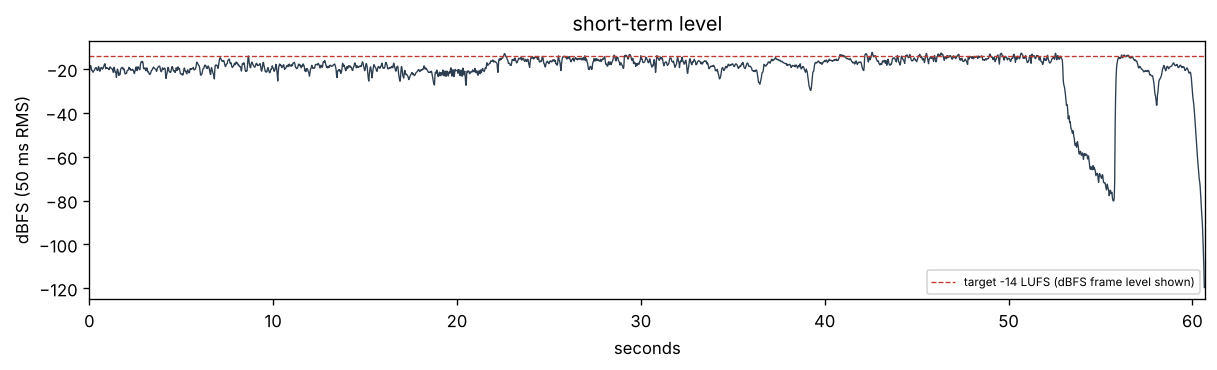 short-term level
dBFS (50 ms RMS)
−20
−40
−60
−80
−100
−120
target -14 LUFS (dBFS frame level shown)
0 10 20 30 40 50 60
seconds